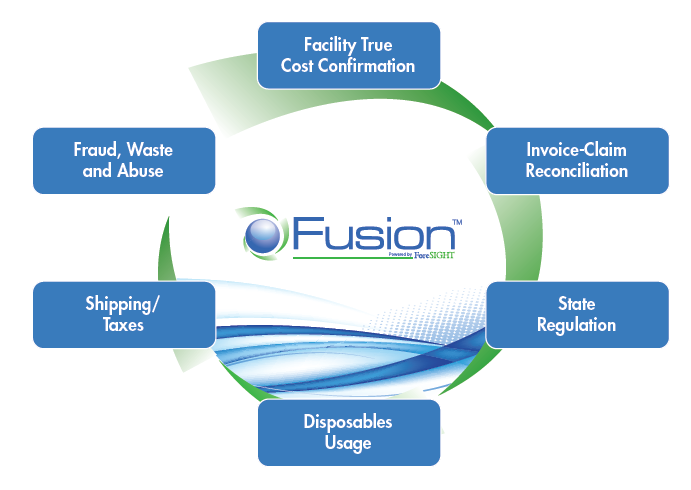 Facility True
Cost Confirmation
Fraud, Waste
and Abuse
Invoice-Claim
Reconciliation
Fusion™
Powered by ForeSIGHT
Shipping/
Taxes
State
Regulation
Disposables
Usage